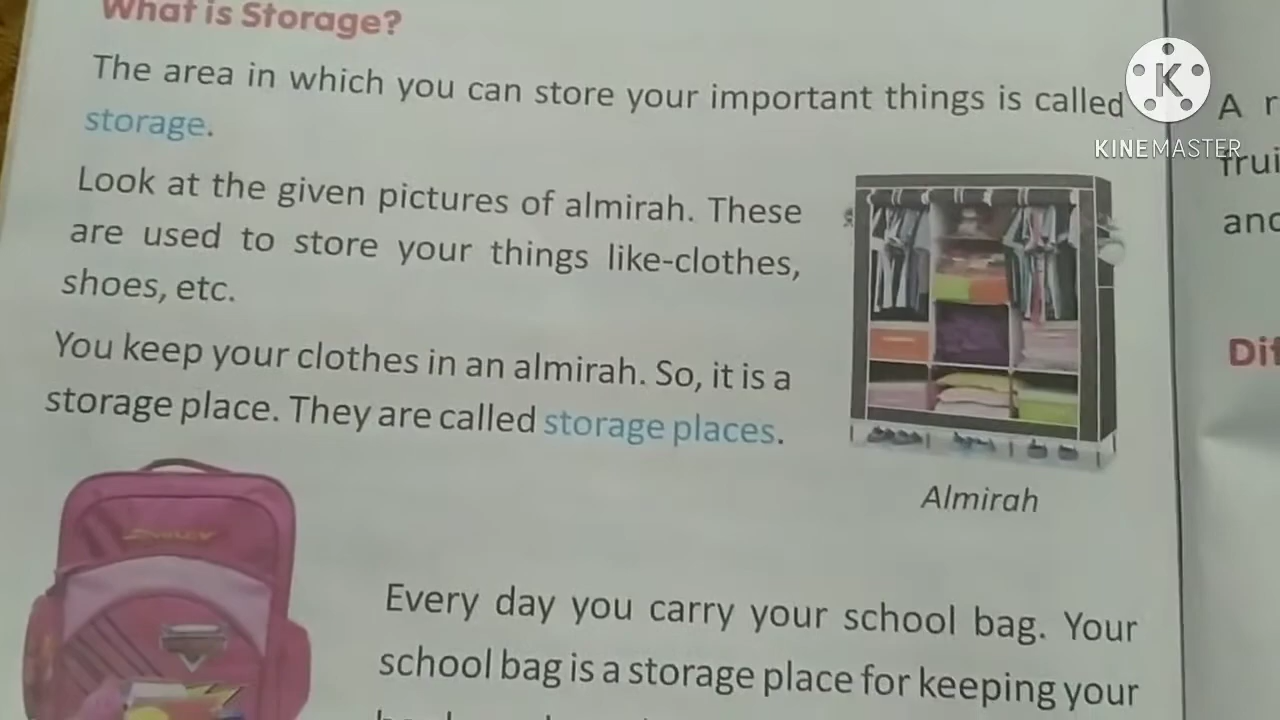 What is Storage?
The area in which you can store your important things is called
storage.
Look at the given pictures of almirah. These
are used to store your things like-clothes,
shoes, etc.
You keep your clothes in an almirah. So, it is a
storage place. They are called storage places.
Almirah
Every day you carry your school bag. Your
school bag is a storage place for keeping your
KINEMASTER
A
and